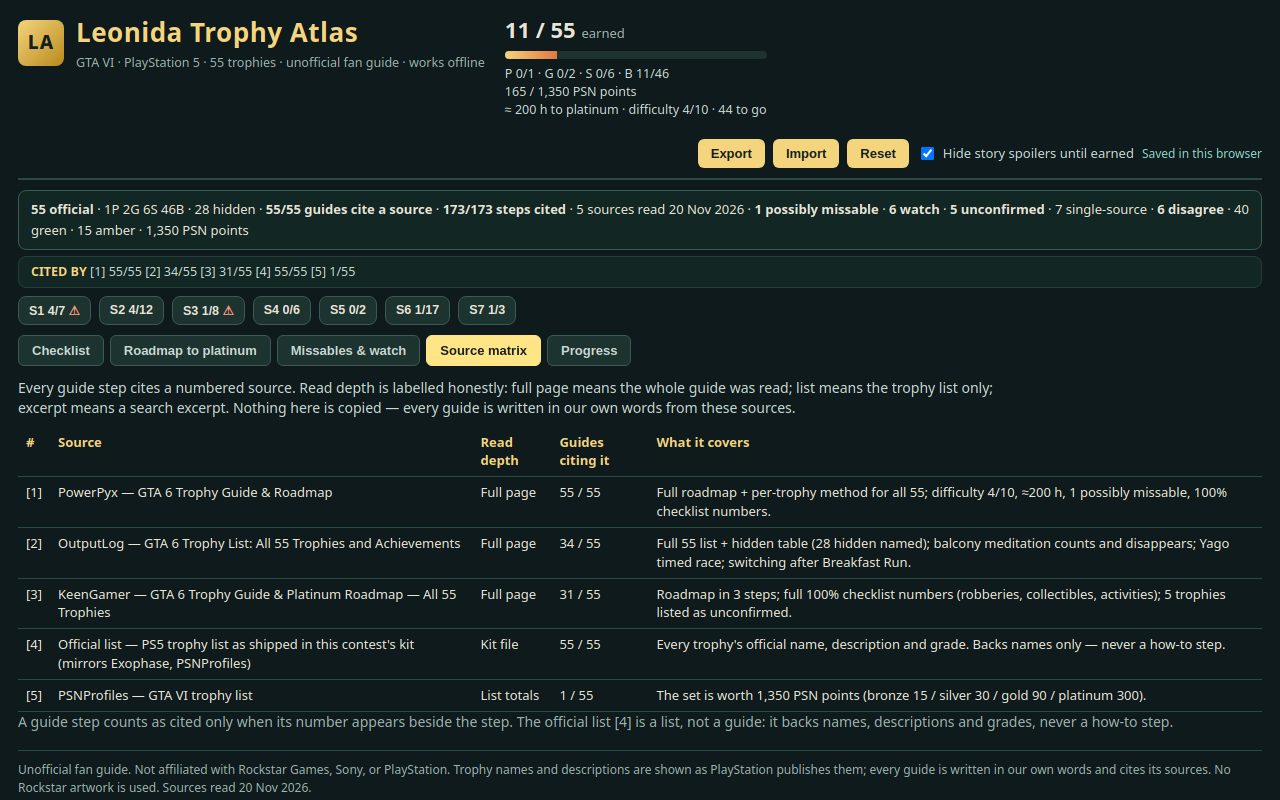 LA
Leonida Trophy Atlas
GTA VI · PlayStation 5 · 55 trophies · unofficial fan guide · works offline
11 / 55 earned
P 0/1 · G 0/2 · S 0/6 · B 11/46
165 / 1,350 PSN points
≈ 200 h to platinum · difficulty 4/10 · 44 to go
Export Import Reset Hide story spoilers until earned Saved in this browser
55 official · 1P 2G 6S 46B · 28 hidden · 55/55 guides cite a source · 173/173 steps cited · 5 sources read 20 Nov 2026 · 1 possibly missable · 6 watch · 5 unconfirmed · 7 single-source · 6 disagree · 40
green · 15 amber · 1,350 PSN points
CITED BY [1] 55/55 [2] 34/55 [3] 31/55 [4] 55/55 [5] 1/55
S1 4/7 ⚠ S2 4/12 S3 1/8 ⚠ S4 0/6 S5 0/2 S6 1/17 S7 1/3
Checklist Roadmap to platinum Missables & watch Source matrix Progress
Every guide step cites a numbered source. Read depth is labelled honestly: full page means the whole guide was read; list means the trophy list only;
excerpt means a search excerpt. Nothing here is copied — every guide is written in our own words from these sources.
# Source Read depth Guides citing it What it covers
[1] PowerPyx — GTA 6 Trophy Guide & Roadmap Full page 55 / 55 Full roadmap + per-trophy method for all 55; difficulty 4/10, ≈200 h, 1 possibly missable, 100%
checklist numbers.
[2] OutputLog — GTA 6 Trophy List: All 55 Trophies and Achievements Full page 34 / 55 Full 55 list + hidden table (28 hidden named); balcony meditation counts and disappears; Yago
timed race; switching after Breakfast Run.
[3] KeenGamer — GTA 6 Trophy Guide & Platinum Roadmap — All 55 Trophies Full page 31 / 55 Roadmap in 3 steps; full 100% checklist numbers (robberies, collectibles, activities); 5 trophies
listed as unconfirmed.
[4] Official list — PS5 trophy list as shipped in this contest's kit (mirrors Exophase, PSNProfiles) Kit file 55 / 55 Every trophy's official name, description and grade. Backs names only — never a how-to step.
[5] PSNProfiles — GTA VI trophy list List totals 1 / 55 The set is worth 1,350 PSN points (bronze 15 / silver 30 / gold 90 / platinum 300).
A guide step counts as cited only when its number appears beside the step. The official list [4] is a list, not a guide: it backs names, descriptions and grades, never a how-to step.
Unofficial fan guide. Not affiliated with Rockstar Games, Sony, or PlayStation. Trophy names and descriptions are shown as PlayStation publishes them; every guide is written in our own words and cites its sources. No
Rockstar artwork is used. Sources read 20 Nov 2026.